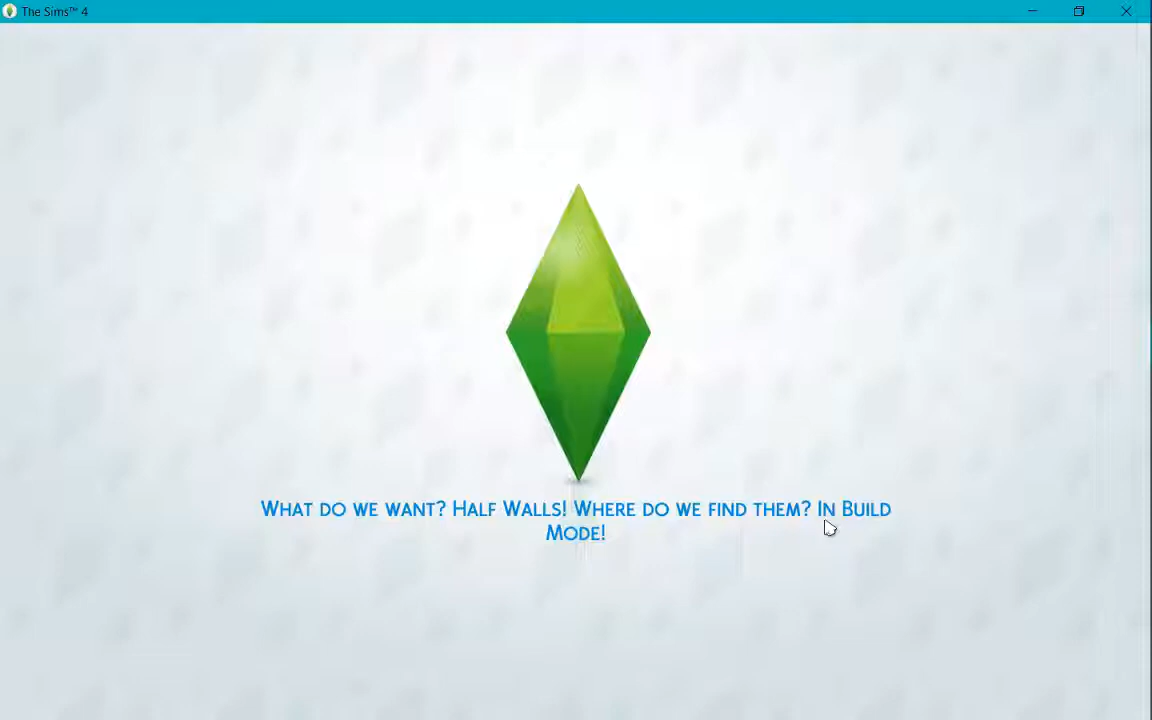 The Sims™ 4
What do we want? Half Walls! Where do we find them? In Build
Mode!